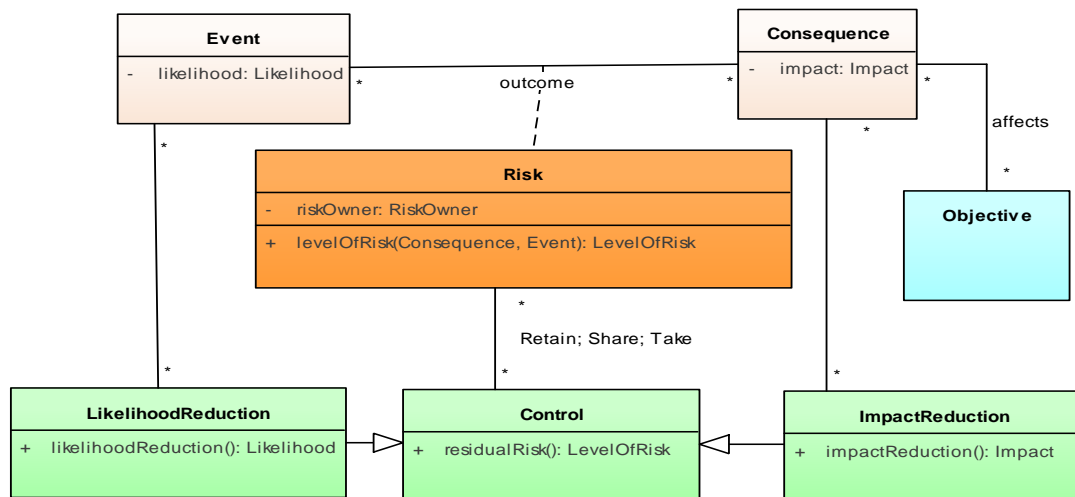 Event
- likelihood: Likelihood
*
*
Consequence
- impact: Impact
*
*
*
outcome
affects
*
Risk
- riskOwner: RiskOwner
+ levelOfRisk(Consequence, Event): LevelOfRisk
Objective
*
Retain; Share; Take
*
*
*
LikelihoodReduction
+ likelihoodReduction(): Likelihood
Control
+ residualRisk(): LevelOfRisk
ImpactReduction
+ impactReduction(): Impact